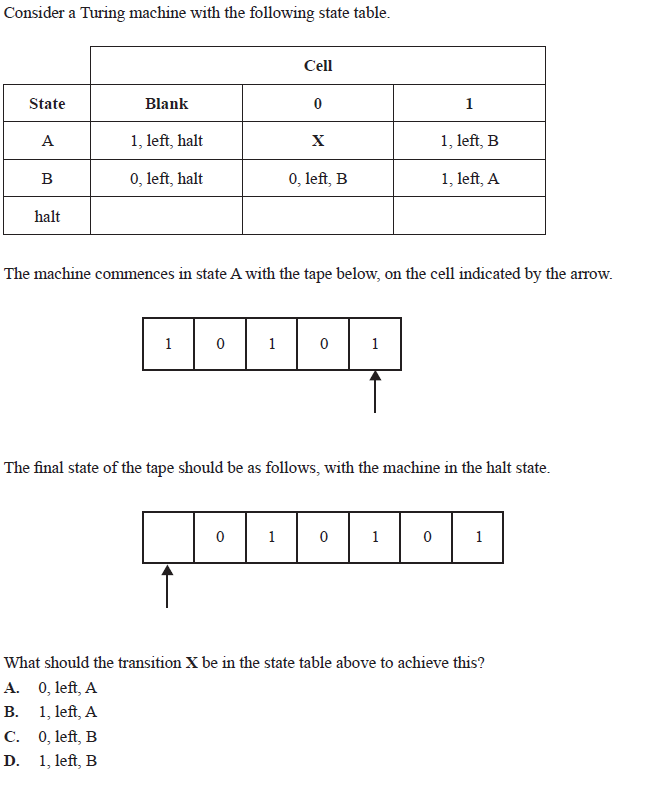 Consider a Turing machine with the following state table.
Cell
State Blank 0 1
A 1, left, halt X 1, left, B
B 0, left, halt 0, left, B 1, left, A
halt
The machine commences in state A with the tape below, on the cell indicated by the arrow.
1 0 1 0 1
The final state of the tape should be as follows, with the machine in the halt state.
0 1 0 1 0 1
What should the transition X be in the state table above to achieve this?
A. 0, left, A
B. 1, left, A
C. 0, left, B
D. 1, left, B